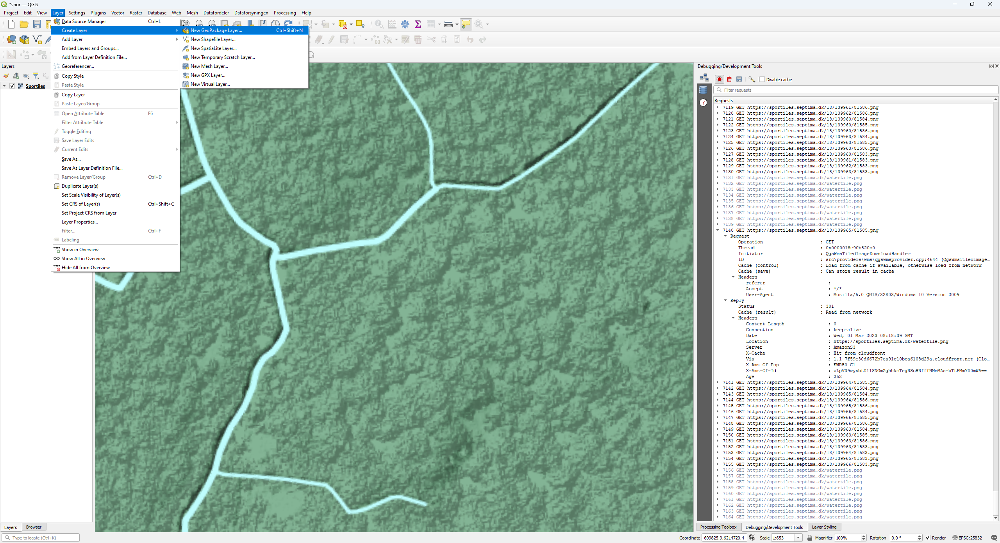 *spor — QGIS
Project Edit View Layer Settings Plugins Vector Raster Database Web Mesh Datafordeler Dataforsyningen Processing Help
Data Source Manager Ctrl+L
Create Layer
Add Layer
Embed Layers and Groups...
Add from Layer Definition File...
Georeferencer...
Copy Style
Paste Style
Copy Layer
Paste Layer/Group
Open Attribute Table F6
Filter Attribute Table
Toggle Editing
Save Layer Edits
Current Edits
Save As...
Save As Layer Definition File...
Remove Layer/Group Ctrl+D
Duplicate Layer(s)
Set Scale Visibility of Layer(s)
Set CRS of Layer(s) Ctrl+Shift+C
Set Project CRS from Layer
Layer Properties...
Filter... Ctrl+F
Labeling
Show in Overview
Show All in Overview
Hide All from Overview
New GeoPackage Layer... Ctrl+Shift+N
New Shapefile Layer...
New SpatiaLite Layer...
New Temporary Scratch Layer...
New Mesh Layer...
New GPX Layer...
New Virtual Layer...
Layers
Sportiles
Debugging/Development Tools
Disable cache
Filter requests
Requests
7119 GET https://sportiles.septima.dk/18/139961/81586.png
7120 GET https://sportiles.septima.dk/18/139962/81586.png
7121 GET https://sportiles.septima.dk/18/139960/81584.png
7122 GET https://sportiles.septima.dk/18/139960/81585.png
7123 GET https://sportiles.septima.dk/18/139960/81586.png
7124 GET https://sportiles.septima.dk/18/139963/81584.png
7125 GET https://sportiles.septima.dk/18/139963/81585.png
7126 GET https://sportiles.septima.dk/18/139963/81586.png
7127 GET https://sportiles.septima.dk/18/139960/81583.png
7128 GET https://sportiles.septima.dk/18/139961/81583.png
7129 GET https://sportiles.septima.dk/18/139962/81583.png
7130 GET https://sportiles.septima.dk/18/139963/81583.png
7131 GET https://sportiles.septima.dk/watertile.png
7132 GET https://sportiles.septima.dk/watertile.png
7133 GET https://sportiles.septima.dk/watertile.png
7134 GET https://sportiles.septima.dk/watertile.png
7135 GET https://sportiles.septima.dk/watertile.png
7136 GET https://sportiles.septima.dk/watertile.png
7137 GET https://sportiles.septima.dk/watertile.png
7138 GET https://sportiles.septima.dk/watertile.png
7139 GET https://sportiles.septima.dk/watertile.png
7140 GET https://sportiles.septima.dk/18/139965/81585.png
Request
Operation : GET
Thread : 0x0000018e90b820c0
Initiator : QgsWmsTiledImageDownloadHandler
ID : src\providers\wms\qgswmsprovider.cpp:4644 (QgsWmsTiledImage...
Cache (control) : Load from cache if available, otherwise load from network
Cache (save) : Can store result in cache
Headers
referer :
Accept : */*
User-Agent : Mozilla/5.0 QGIS/32803/Windows 10 Version 2009
Reply
Status : 301
Cache (result) : Read from network
Headers
Content-Length : 0
Connection : keep-alive
Date : Wed, 01 Mar 2023 08:18:39 GMT
Location : https://sportiles.septima.dk/watertile.png
Server : AmazonS3
X-Cache : Hit from cloudfront
Via : 1.1 7f59e30d6672b7ea91c10bca6108d29a.cloudfront.net (Clo...
X-Amz-Cf-Pop : EWR50-C1
X-Amz-Cf-Id :
Age : 252
7141 GET https://sportiles.septima.dk/18/139964/81585.png
7142 GET https://sportiles.septima.dk/18/139964/81584.png
7143 GET https://sportiles.septima.dk/18/139965/81584.png
7144 GET https://sportiles.septima.dk/18/139964/81586.png
7145 GET https://sportiles.septima.dk/18/139965/81586.png
7146 GET https://sportiles.septima.dk/18/139966/81584.png
7147 GET https://sportiles.septima.dk/18/139966/81585.png
7148 GET https://sportiles.septima.dk/18/139966/81586.png
7149 GET https://sportiles.septima.dk/18/139963/81584.png
7150 GET https://sportiles.septima.dk/18/139963/81585.png
7151 GET https://sportiles.septima.dk/18/139963/81586.png
7152 GET https://sportiles.septima.dk/18/139963/81583.png
7153 GET https://sportiles.septima.dk/18/139964/81583.png
7154 GET https://sportiles.septima.dk/18/139965/81583.png
7155 GET https://sportiles.septima.dk/18/139966/81583.png
7156 GET https://sportiles.septima.dk/watertile.png
7157 GET https://sportiles.septima.dk/watertile.png
7158 GET https://sportiles.septima.dk/watertile.png
7159 GET https://sportiles.septima.dk/watertile.png
7160 GET https://sportiles.septima.dk/watertile.png
7161 GET https://sportiles.septima.dk/watertile.png
7162 GET https://sportiles.septima.dk/watertile.png
7163 GET https://sportiles.septima.dk/watertile.png
7164 GET https://sportiles.septima.dk/watertile.png
Layers Browser
Processing Toolbox Debugging/Development Tools Layer Styling
Type to locate (Ctrl+K)
Coordinate 699825.9,6214720.4 Scale 1:653 Magnifier 100% Rotation 0.0 ° Render EPSG:25832